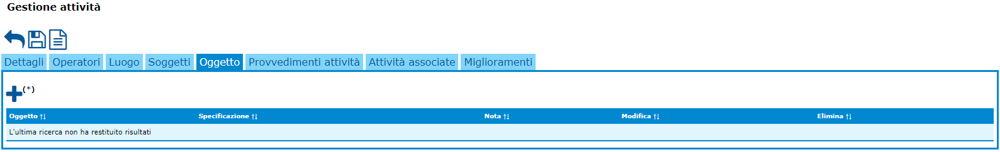 Gestione attività
Dettagli Operatori Luogo Soggetti Oggetto Provvedimenti attività Attività associate Miglioramenti
(*)
Oggetto ↑↓ Specificazione ↑↓ Nota ↑↓ Modifica ↑↓ Elimina ↑↓
L'ultima ricerca non ha restituito risultati